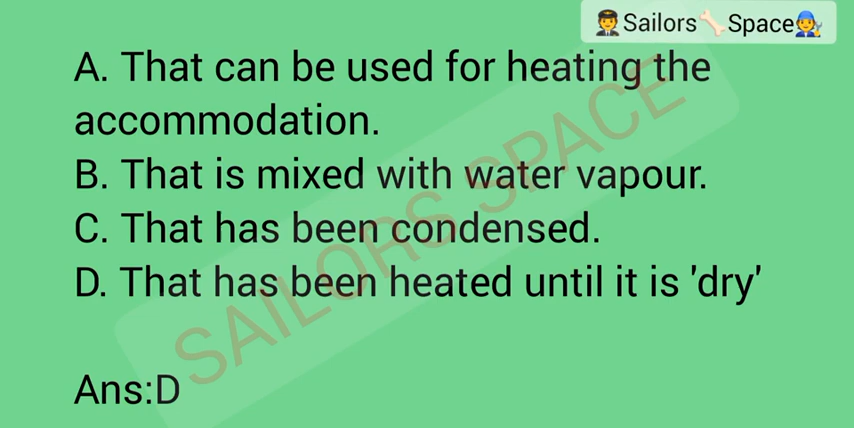 Sailors Space
A. That can be used for heating the
accommodation.
B. That is mixed with water vapour.
C. That has been condensed.
D. That has been heated until it is 'dry'
SAILORS SPACE
Ans:D